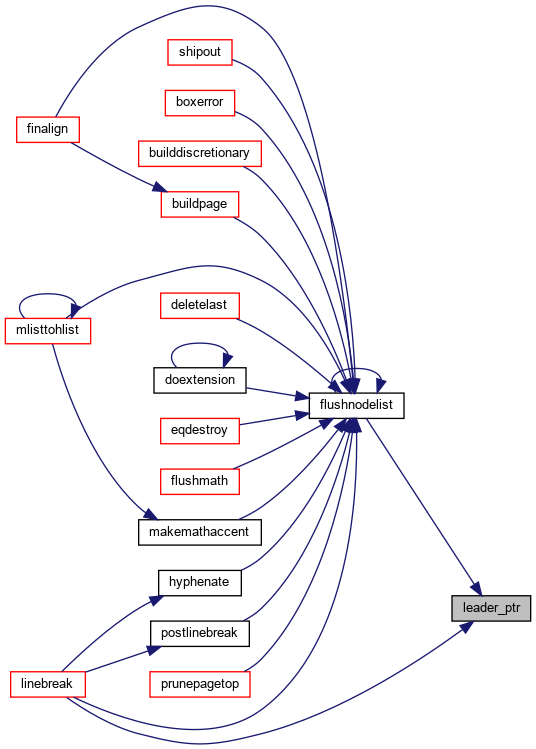 shipout
boxerror
finalign
builddiscretionary
buildpage
deletelast
mlisttohlist
doextension
flushnodelist
eqdestroy
flushmath
makemathaccent
hyphenate
leader_ptr
postlinebreak
linebreak
prunepagetop